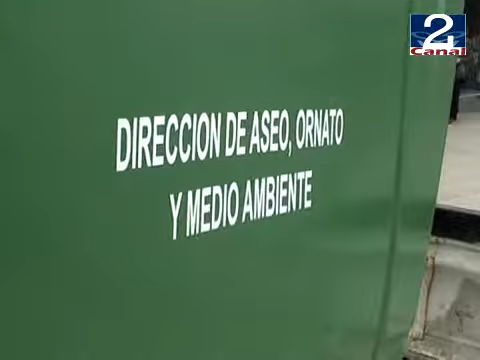 2
Canal
DIRECCION DE ASEO, ORNATO
Y MEDIO AMBIENTE